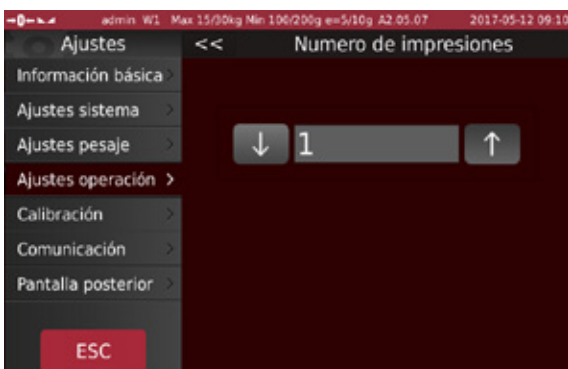 →0← admin W1 Max 15/30kg Min 100/200g e=5/10g A2.05.07 2017-05-12 09:10
Ajustes << Numero de impresiones
Información básica >
Ajustes sistema >
Ajustes pesaje >
↓ 1 ↑
Ajustes operación >
Calibración >
Comunicación >
Pantalla posterior >
ESC